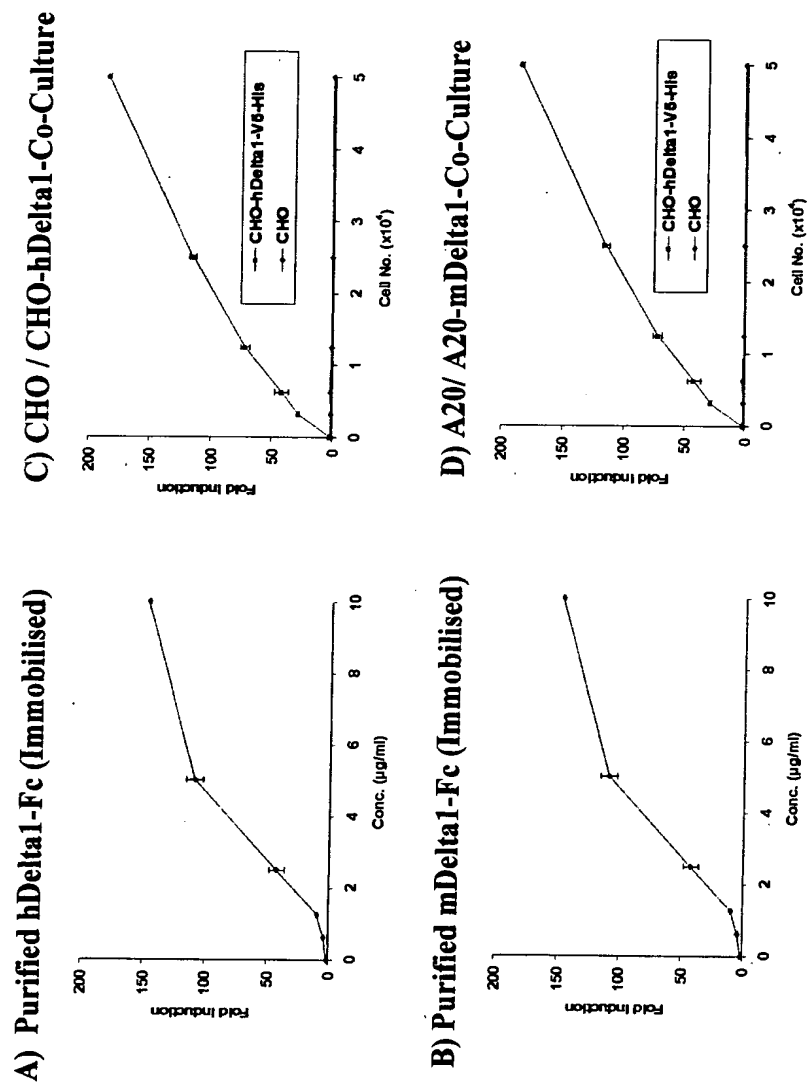 A) Purified hDelta1-Fc (Immobilised)
200
150
100
50
0
Fold Induction
0
2
4
6
8
10
Conc. (µg/ml)
B) Purified mDelta1-Fc (Immobilised)
200
150
100
50
0
Fold Induction
0
2
4
6
8
10
Conc. (µg/ml)
C) CHO / CHO-hDelta1-Co-Culture
200
150
100
50
0
Fold Induction
CHO-hDelta1-V5-His
CHO
0
1
2
3
4
5
Cell No. (x10⁴)
D) A20/ A20-mDelta1-Co-Culture
200
150
100
50
0
Fold Induction
CHO-hDelta1-V5-His
CHO
0
1
2
3
4
5
Cell No. (x10⁴)